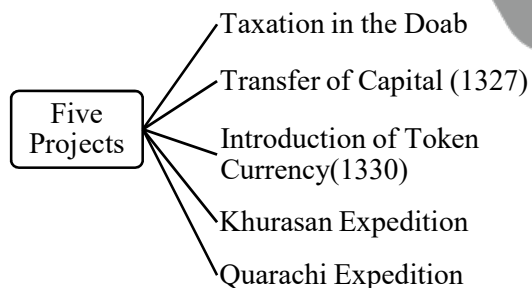 Taxation in the Doab
Transfer of Capital (1327)
Five
Projects
Introduction of Token
Currency(1330)
Khurasan Expedition
Quarachi Expedition